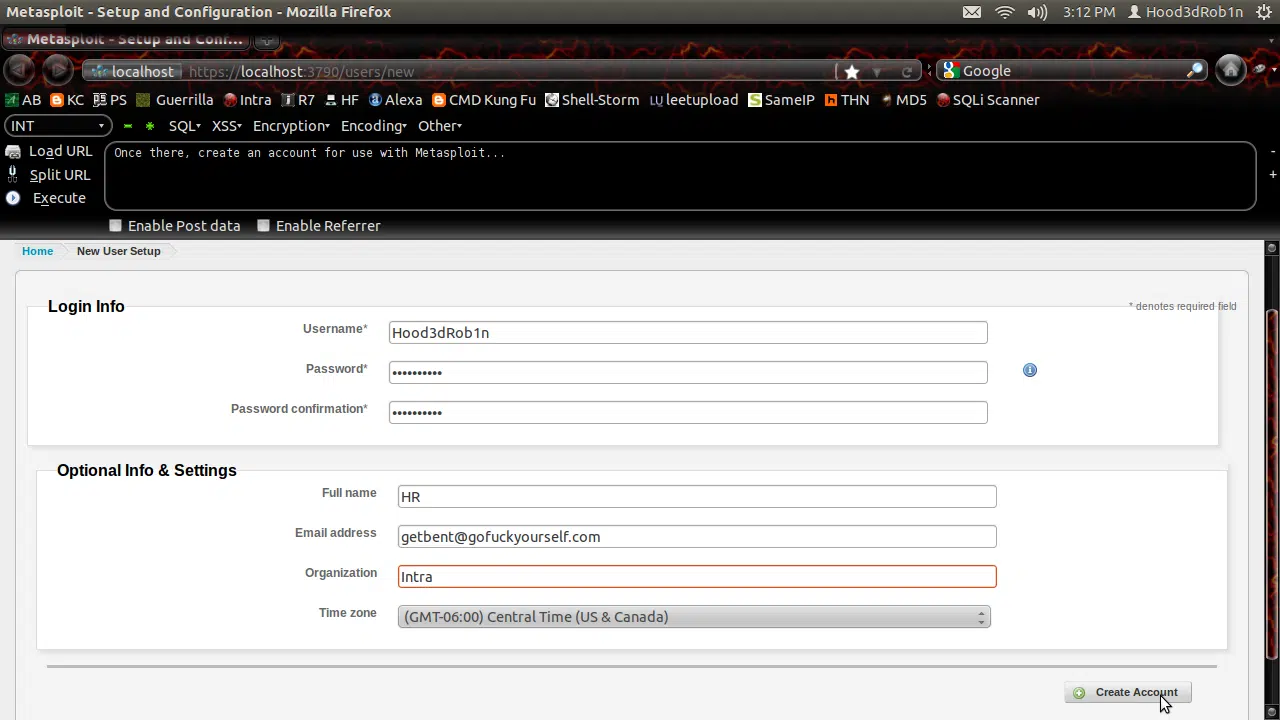 Metasploit - Setup and Configuration - Mozilla Firefox
3:12 PM Hood3dRob1n
Metasploit - Setup and Conf...
localhost https://localhost:3790/users/new
Google
AB KC PS Guerrilla Intra R7 HF Alexa CMD Kung Fu Shell-Storm leetupload SameIP THN MD5 SQLi Scanner
INT SQL XSS Encryption Encoding Other
Load URL
Once there, create an account for use with Metasploit...
Split URL
Execute
Enable Post data Enable Referrer
Home New User Setup
Login Info
* denotes required field
Username* Hood3dRob1n
Password* ••••••••••
Password confirmation* ••••••••••
Optional Info & Settings
Full name HR
Email address getbent@gofuckyourself.com
Organization Intra
Time zone (GMT-06:00) Central Time (US & Canada)
Create Account